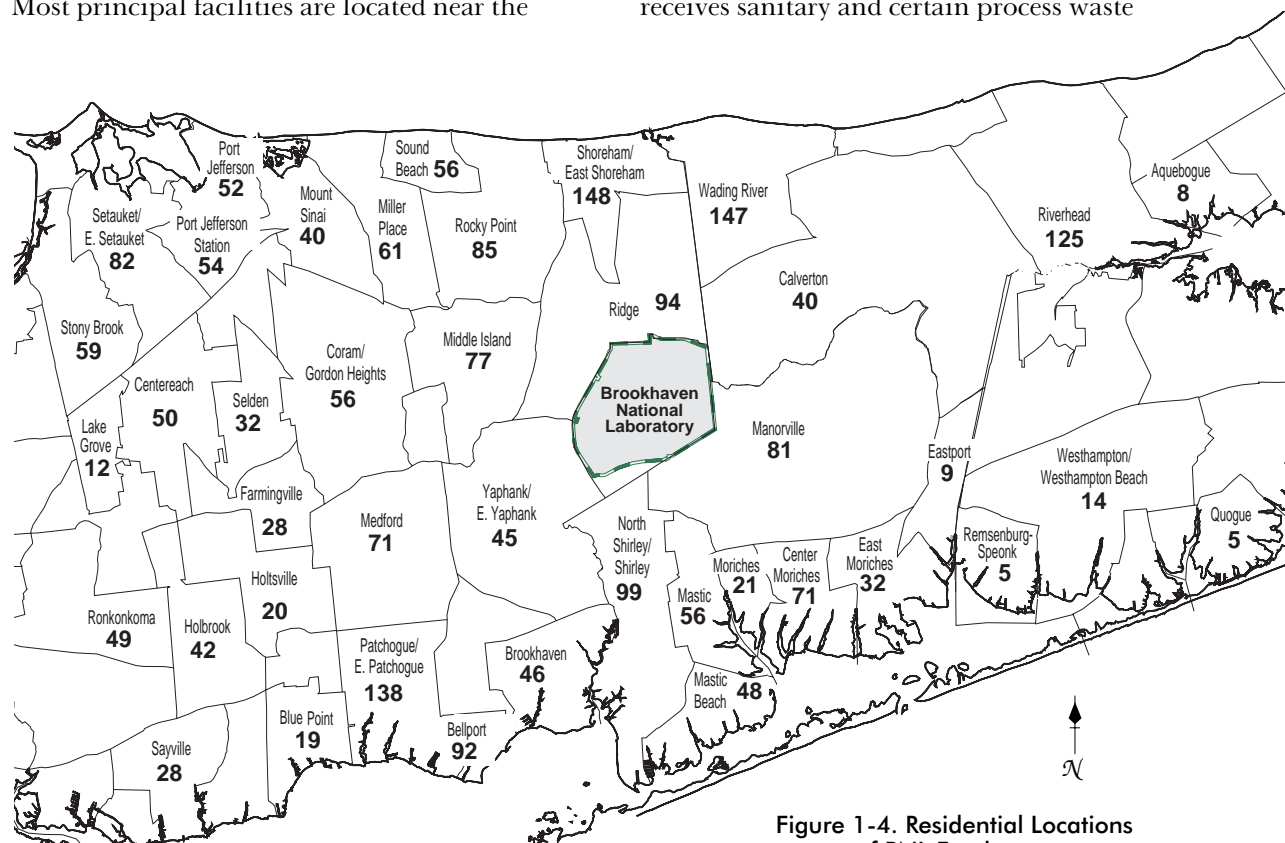 Most principal facilities are located near the
receives sanitary and certain process waste
Port
Jefferson
52
Sound
Beach 56
Shoreham/
East Shoreham
148
Wading River
147
Aquebogue
8
Setauket/
E. Setauket
82
Port Jefferson
Station
54
Mount
Sinai
40
Miller
Place
61
Rocky Point
85
Riverhead
125
Calverton
40
Ridge 94
Stony Brook
59
Middle Island
77
Coram/
Gordon Heights
56
Centereach
50
Selden
32
Brookhaven
National
Laboratory
Lake
Grove
12
Manorville
81
Eastport
9
Westhampton/
Westhampton Beach
14
Farmingville
28
Medford
71
Yaphank/
E. Yaphank
45
North
Shirley/
Shirley
99
Moriches
21
Center
Moriches
71
East
Moriches
32
Remsenburg-
Speonk
5
Quogue
5
Holtsville
20
Mastic
56
Ronkonkoma
49
Holbrook
42
Patchogue/
E. Patchogue
138
Brookhaven
46
Mastic
Beach 48
Blue Point
19
Bellport
92
Sayville
28
N
Figure 1-4. Residential Locations